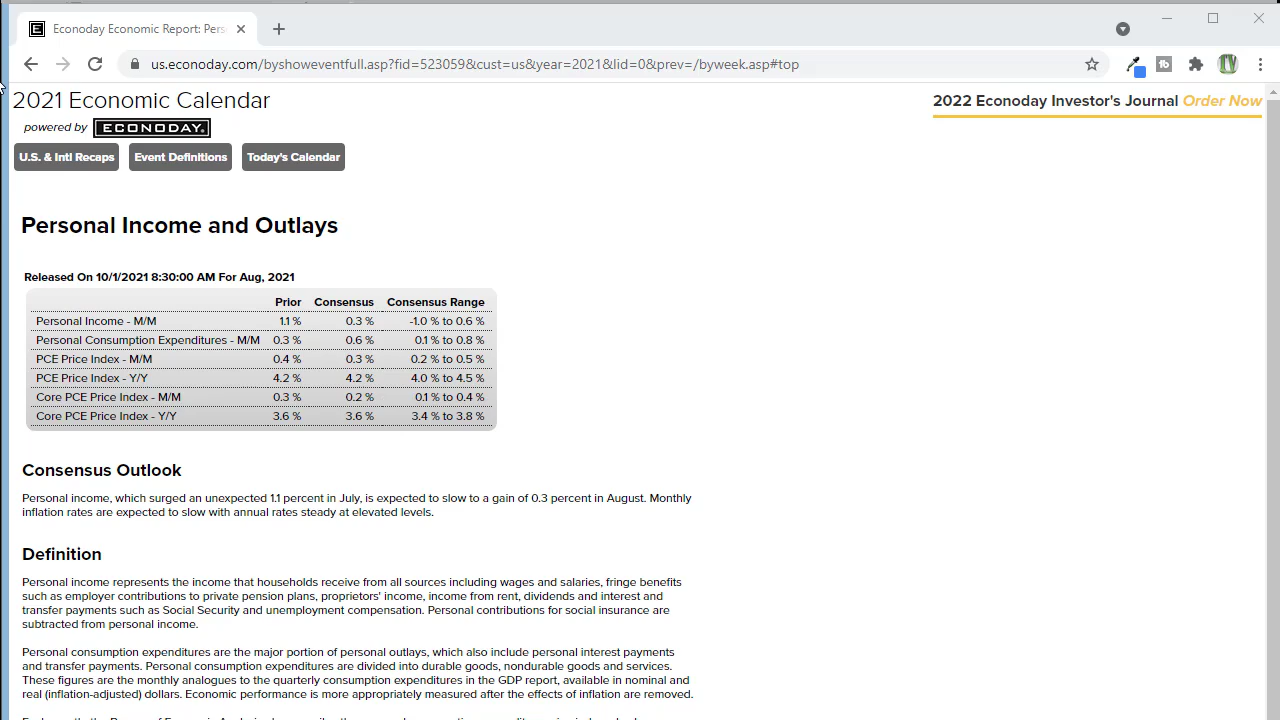 Econoday Economic Report: Pers
us.econoday.com/byshoweventfull.asp?fid=523059&cust=us&year=2021&lid=0&prev=/byweek.asp#top
2021 Economic Calendar
2022 Econoday Investor's Journal Order Now
powered by ECONODAY
U.S. & Intl Recaps Event Definitions Today's Calendar
Personal Income and Outlays
Released On 10/1/2021 8:30:00 AM For Aug, 2021
Prior Consensus Consensus Range
Personal Income - M/M 1.1 % 0.3 % -1.0 % to 0.6 %
Personal Consumption Expenditures - M/M 0.3 % 0.6 % 0.1 % to 0.8 %
PCE Price Index - M/M 0.4 % 0.3 % 0.2 % to 0.5 %
PCE Price Index - Y/Y 4.2 % 4.2 % 4.0 % to 4.5 %
Core PCE Price Index - M/M 0.3 % 0.2 % 0.1 % to 0.4 %
Core PCE Price Index - Y/Y 3.6 % 3.6 % 3.4 % to 3.8 %
Consensus Outlook
Personal income, which surged an unexpected 1.1 percent in July, is expected to slow to a gain of 0.3 percent in August. Monthly
inflation rates are expected to slow with annual rates steady at elevated levels.
Definition
Personal income represents the income that households receive from all sources including wages and salaries, fringe benefits
such as employer contributions to private pension plans, proprietors' income, income from rent, dividends and interest and
transfer payments such as Social Security and unemployment compensation. Personal contributions for social insurance are
subtracted from personal income.
Personal consumption expenditures are the major portion of personal outlays, which also include personal interest payments
and transfer payments. Personal consumption expenditures are divided into durable goods, nondurable goods and services.
These figures are the monthly analogues to the quarterly consumption expenditures in the GDP report, available in nominal and
real (inflation-adjusted) dollars. Economic performance is more appropriately measured after the effects of inflation are removed.